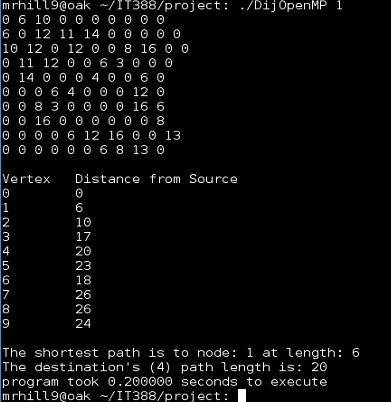 mrhill9@oak ~/IT388/project: ./DijOpenMP 1
0 6 10 0 0 0 0 0 0 0
6 0 12 11 14 0 0 0 0 0
10 12 0 12 0 0 8 16 0 0
0 11 12 0 0 6 3 0 0 0
0 14 0 0 0 4 0 0 6 0
0 0 0 6 4 0 0 0 12 0
0 0 8 3 0 0 0 0 16 6
0 0 16 0 0 0 0 0 0 8
0 0 0 0 6 12 16 0 0 13
0 0 0 0 0 0 6 8 13 0
Vertex Distance from Source
0 0
1 6
2 10
3 17
4 20
5 23
6 18
7 26
8 26
9 24
The shortest path is to node: 1 at length: 6
The destination's (4) path length is: 20
program took 0.200000 seconds to execute
mrhill9@oak ~/IT388/project: